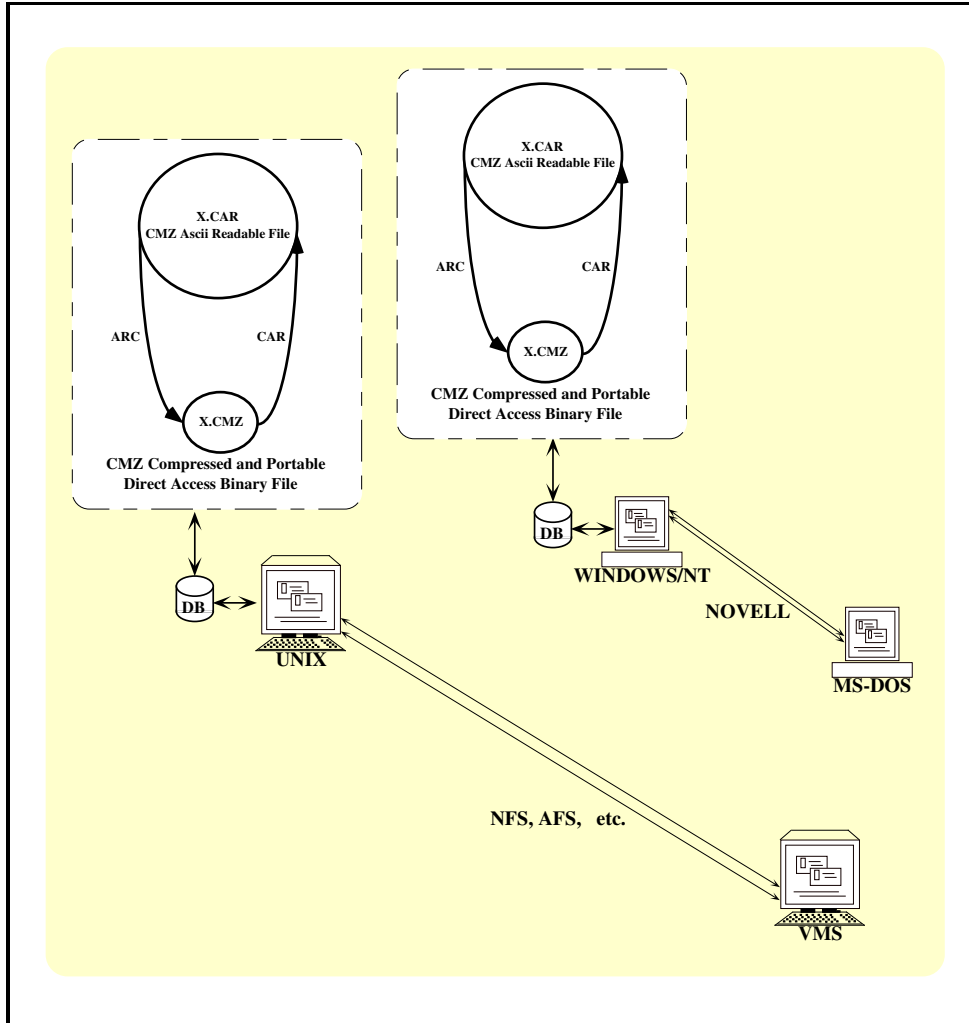 X.CAR
CMZ Ascii Readable File
ARC
CAR
X.CMZ
CMZ Compressed and Portable
Direct Access Binary File
DB
UNIX
X.CAR
CMZ Ascii Readable File
ARC
CAR
X.CMZ
CMZ Compressed and Portable
Direct Access Binary File
DB
WINDOWS/NT
NOVELL
MS-DOS
NFS, AFS, etc.
VMS